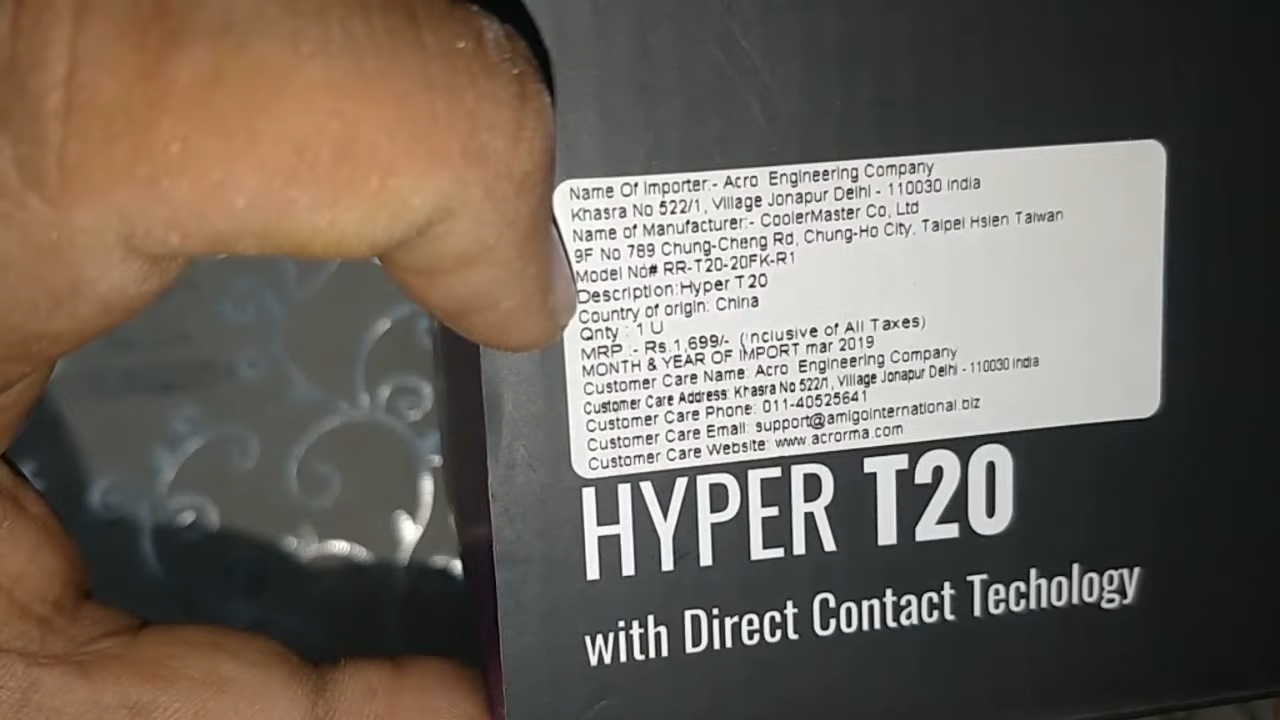 Name Of Importer:- Acro Engineering Company
Khasra No 522/1, Village Jonapur Delhi - 110030 India
Name of Manufacturer:- CoolerMaster Co, Ltd
9F No 789 Chung-Cheng Rd, Chung-Ho City, Taipei Hsien Taiwan
Model No# RR-T20-20FK-R1
Description:Hyper T20
Country of origin: China
Qnty : 1 U
MRP :- Rs.1,699/- (Inclusive of All Taxes)
MONTH & YEAR OF IMPORT mar 2019
Customer Care Name: Acro Engineering Company
Customer Care Address: Khasra No 522/1, Village Jonapur Delhi - 110030 India
Customer Care Phone: 011-40525641
Customer Care Email: support@amigointernational.biz
Customer Care Website: www.acrorma.com
HYPER T20
with Direct Contact Techology